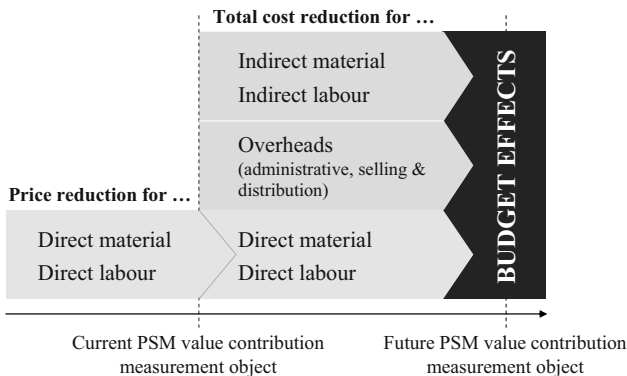 Total cost reduction for …
Indirect material
Indirect labour
Overheads
(administrative, selling &
distribution)
Price reduction for …
Direct material
Direct labour
Direct material
Direct labour
BUDGET EFFECTS
Current PSM value contribution
measurement object
Future PSM value contribution
measurement object